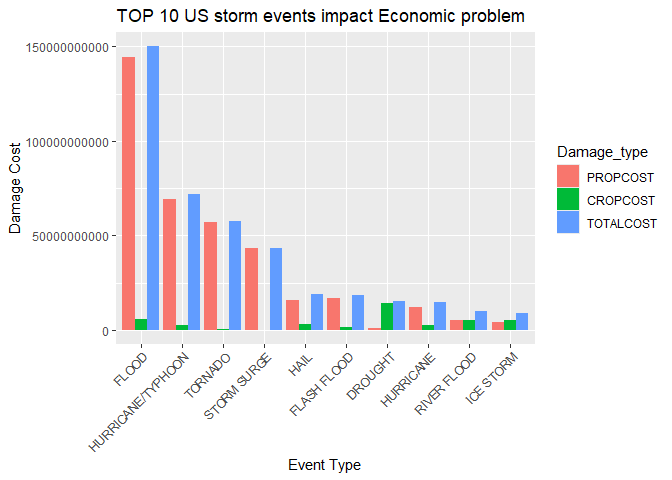 TOP 10 US storm events impact Economic problem
150000000000
100000000000
50000000000
0
Damage Cost
FLOOD
HURRICANE/TYPHOON
TORNADO
STORM SURGE
HAIL
FLASH FLOOD
DROUGHT
HURRICANE
RIVER FLOOD
ICE STORM
Event Type
Damage_type
PROPCOST
CROPCOST
TOTALCOST